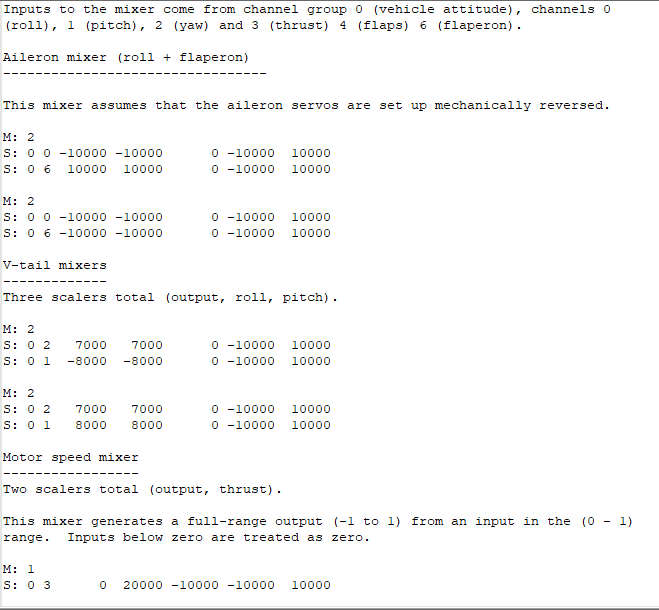 Inputs to the mixer come from channel group 0 (vehicle attitude), channels 0
(roll), 1 (pitch), 2 (yaw) and 3 (thrust) 4 (flaps) 6 (flaperon).
Aileron mixer (roll + flaperon)
---------------------------------
This mixer assumes that the aileron servos are set up mechanically reversed.
M: 2
S: 0 0 -10000 -10000      0 -10000  10000
S: 0 6  10000  10000      0 -10000  10000
M: 2
S: 0 0 -10000 -10000      0 -10000  10000
S: 0 6 -10000 -10000      0 -10000  10000
V-tail mixers
-------------
Three scalers total (output, roll, pitch).
M: 2
S: 0 2   7000   7000      0 -10000  10000
S: 0 1  -8000  -8000      0 -10000  10000
M: 2
S: 0 2   7000   7000      0 -10000  10000
S: 0 1   8000   8000      0 -10000  10000
Motor speed mixer
-----------------
Two scalers total (output, thrust).
This mixer generates a full-range output (-1 to 1) from an input in the (0 - 1)
range.  Inputs below zero are treated as zero.
M: 1
S: 0 3      0  20000 -10000 -10000  10000